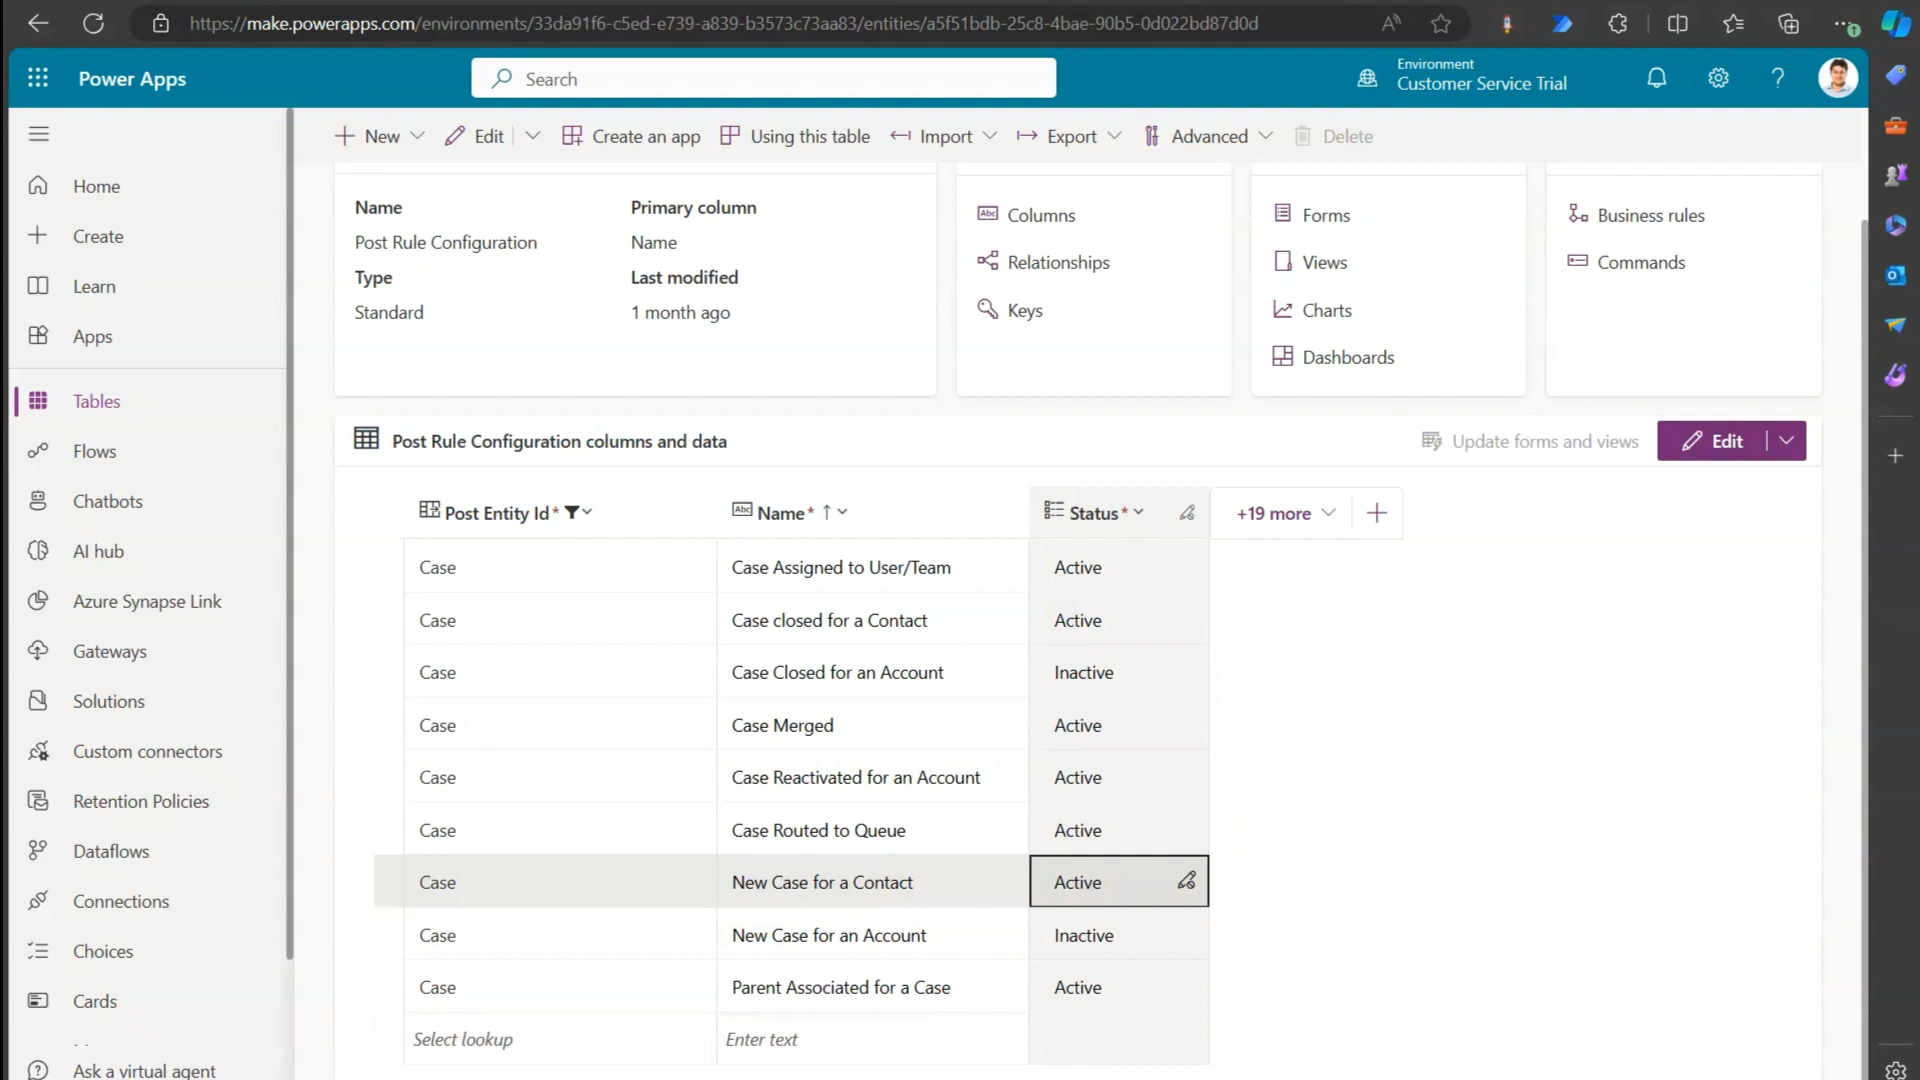 https://make.powerapps.com/environments/33da91f6-c5ed-e739-a839-b3573c73aa83/entities/a5f51bdb-25c8-4bae-90b5-0d022bd87d0d
Power Apps
Search
Environment
Customer Service Trial
New
Edit
Create an app
Using this table
Import
Export
Advanced
Delete
Home
Create
Learn
Apps
Tables
Flows
Chatbots
AI hub
Azure Synapse Link
Gateways
Solutions
Custom connectors
Retention Policies
Dataflows
Connections
Choices
Cards
Ask a virtual agent
Name
Primary column
Post Rule Configuration
Name
Type
Last modified
Standard
1 month ago
Columns
Relationships
Keys
Forms
Views
Charts
Dashboards
Business rules
Commands
Post Rule Configuration columns and data
Update forms and views
Edit
Post Entity Id *
Abc Name * ↑
Status *
+19 more
Case Case Assigned to User/Team Active
Case Case closed for a Contact Active
Case Case Closed for an Account Inactive
Case Case Merged Active
Case Case Reactivated for an Account Active
Case Case Routed to Queue Active
Case New Case for a Contact Active
Case New Case for an Account Inactive
Case Parent Associated for a Case Active
Select lookup Enter text